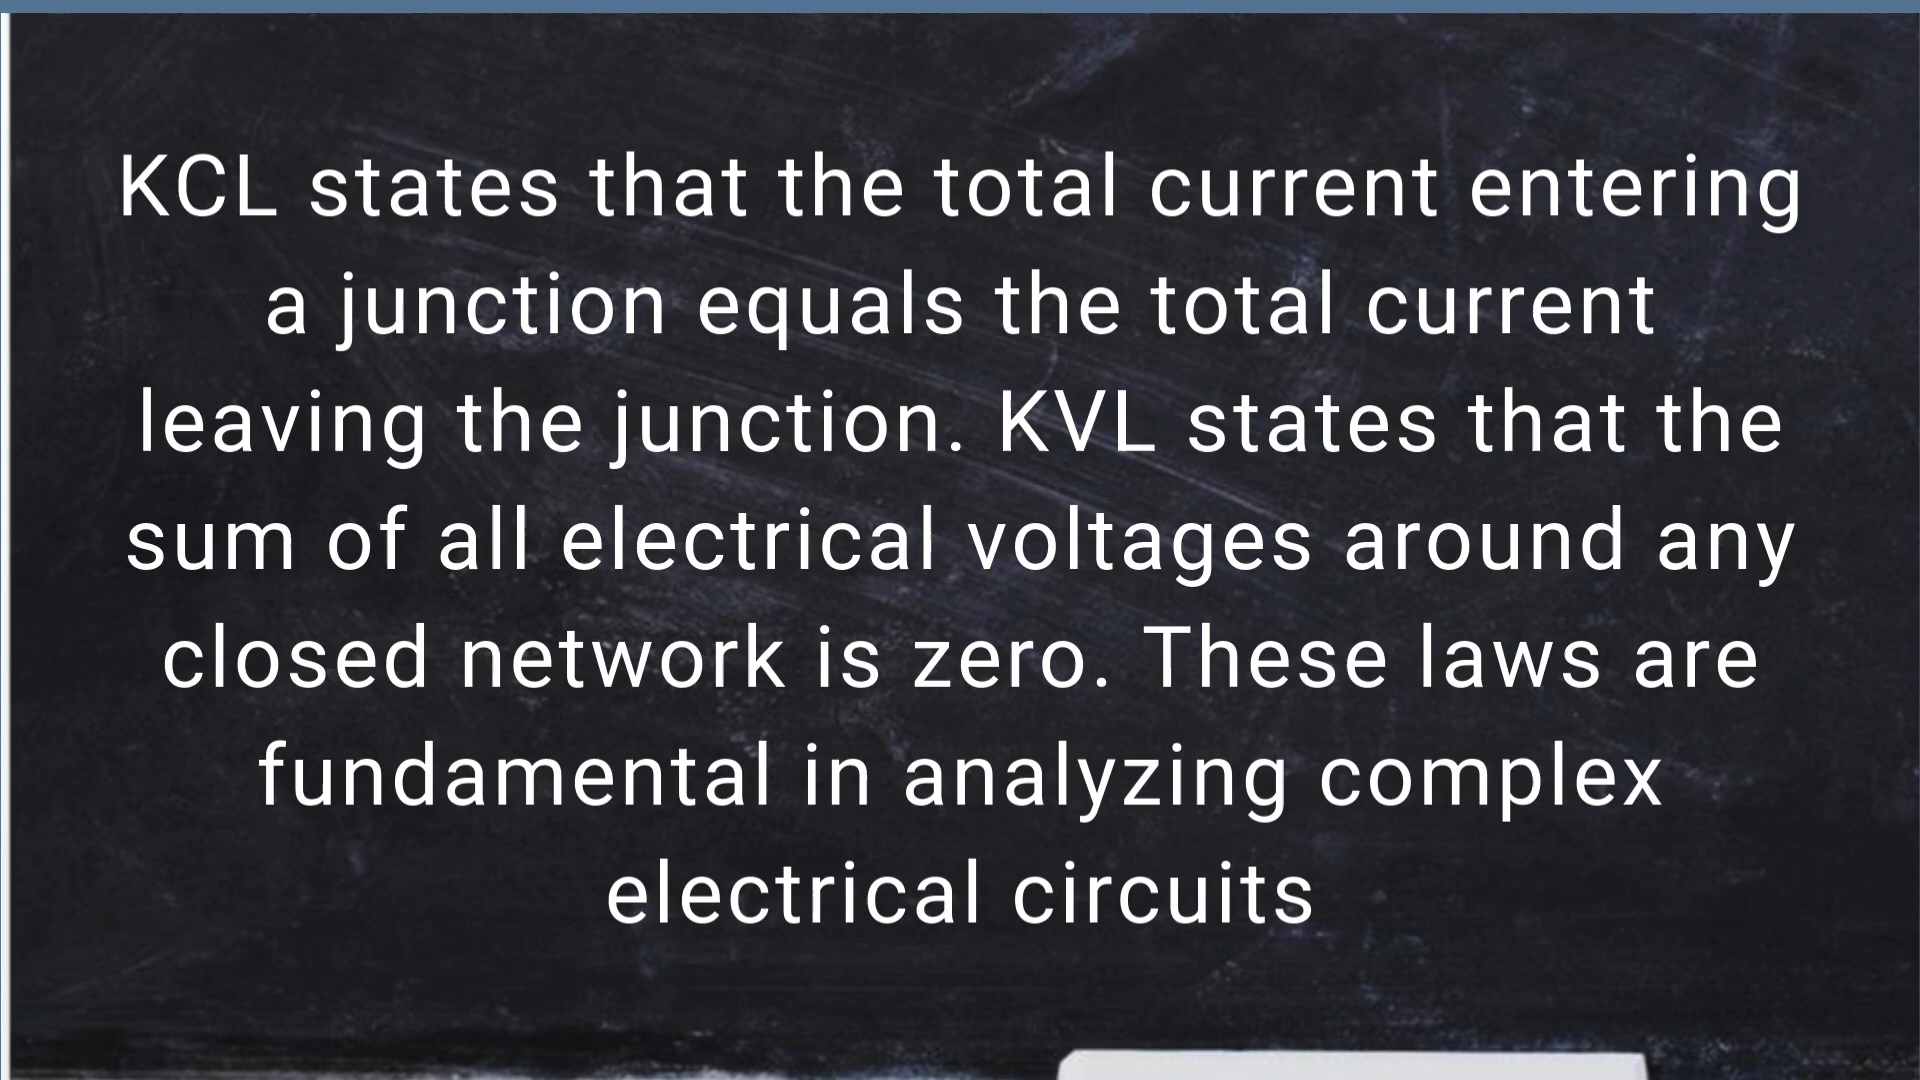 KCL states that the total current entering
a junction equals the total current
leaving the junction. KVL states that the
sum of all electrical voltages around any
closed network is zero. These laws are
fundamental in analyzing complex
electrical circuits